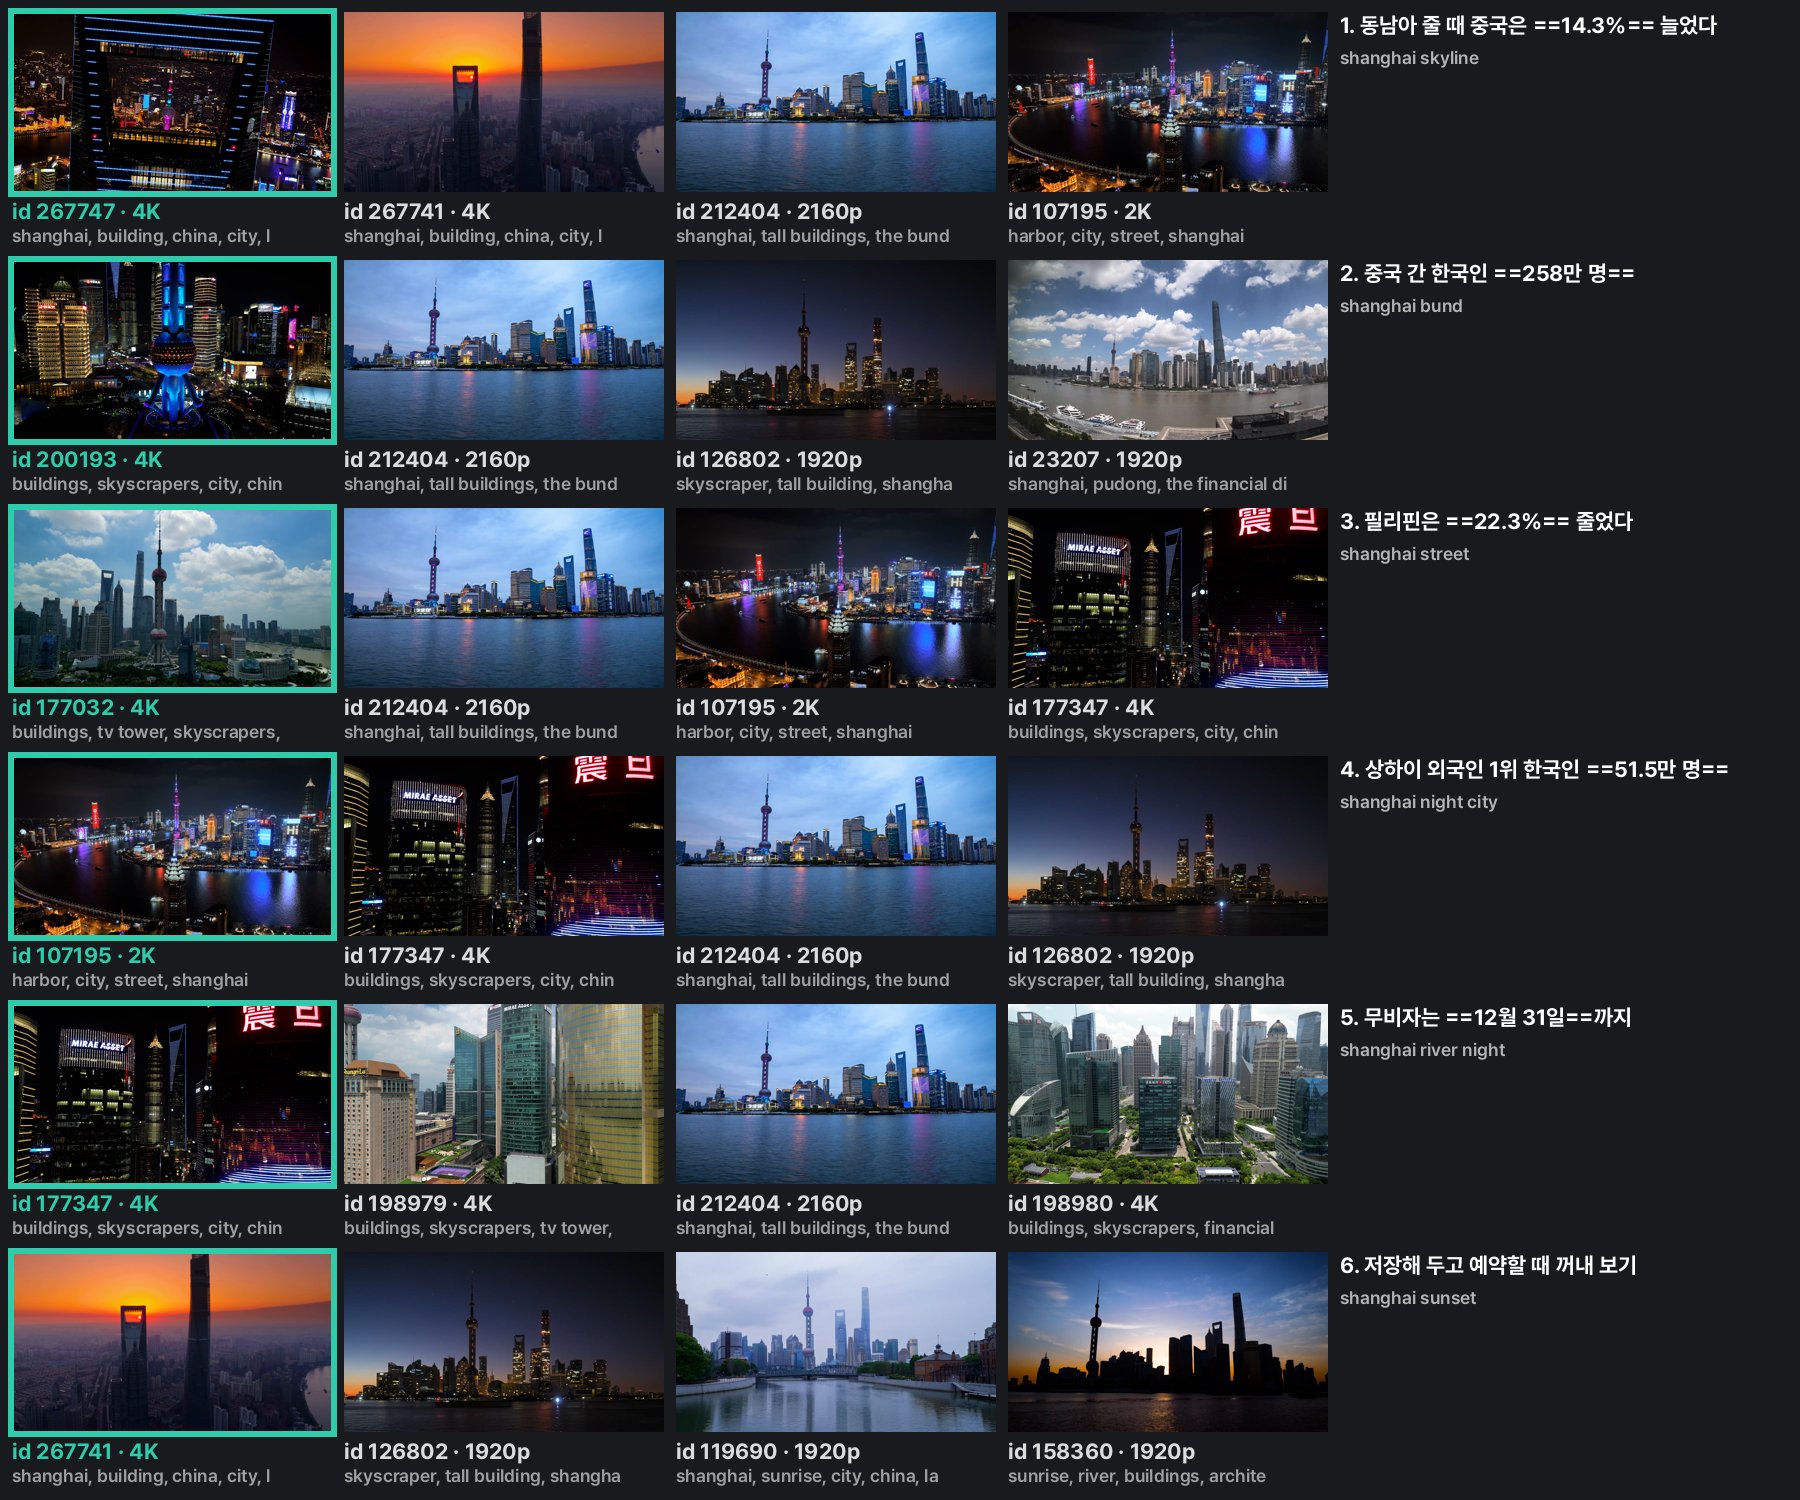 1. 동남아 줄 때 중국은 ==14.3%== 늘었다
shanghai skyline
id 267747 · 4K
shanghai, building, china, city, l
id 267741 · 4K
shanghai, building, china, city, l
id 212404 · 2160p
shanghai, tall buildings, the bund
id 107195 · 2K
harbor, city, street, shanghai
2. 중국 간 한국인 ==258만 명==
shanghai bund
id 200193 · 4K
buildings, skyscrapers, city, chin
id 212404 · 2160p
shanghai, tall buildings, the bund
id 126802 · 1920p
skyscraper, tall building, shangha
id 23207 · 1920p
shanghai, pudong, the financial di
3. 필리핀은 ==22.3%== 줄었다
shanghai street
MIRAE ASSET
震旦
id 177032 · 4K
buildings, tv tower, skyscrapers,
id 212404 · 2160p
shanghai, tall buildings, the bund
id 107195 · 2K
harbor, city, street, shanghai
id 177347 · 4K
buildings, skyscrapers, city, chin
4. 상하이 외국인 1위 한국인 ==51.5만 명==
shanghai night city
MIRAE ASSET
震旦
id 107195 · 2K
harbor, city, street, shanghai
id 177347 · 4K
buildings, skyscrapers, city, chin
id 212404 · 2160p
shanghai, tall buildings, the bund
id 126802 · 1920p
skyscraper, tall building, shangha
5. 무비자는 ==12월 31일==까지
shanghai river night
MIRAE ASSET
震旦
MIRAE ASSET
id 177347 · 4K
buildings, skyscrapers, city, chin
id 198979 · 4K
buildings, skyscrapers, tv tower,
id 212404 · 2160p
shanghai, tall buildings, the bund
id 198980 · 4K
buildings, skyscrapers, financial
6. 저장해 두고 예약할 때 꺼내 보기
shanghai sunset
id 267741 · 4K
shanghai, building, china, city, l
id 126802 · 1920p
skyscraper, tall building, shangha
id 119690 · 1920p
shanghai, sunrise, city, china, la
id 158360 · 1920p
sunrise, river, buildings, archite